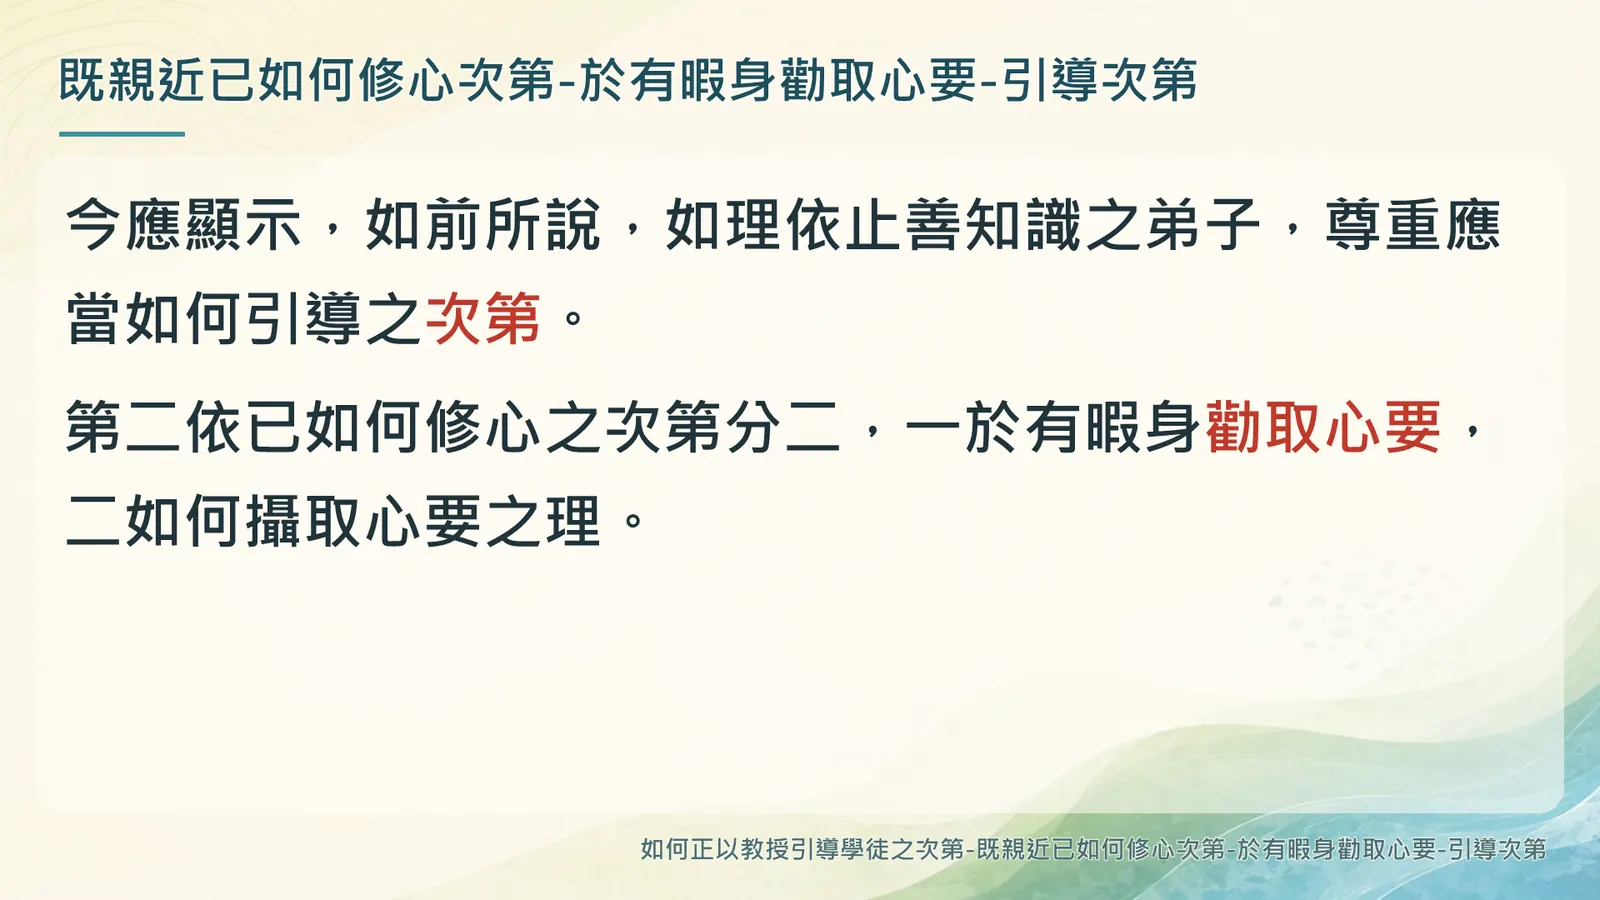 既親近已如何修心次第-於有暇身勸取心要-引導次第
今應顯示，如前所說，如理依止善知識之弟子，尊重應
當如何引導之次第。
第二依已如何修心之次第分二，一於有暇身勸取心要，
二如何攝取心要之理。
如何正以教授引導學徒之次第-既親近已如何修心次第-於有暇身勸取心要-引導次第